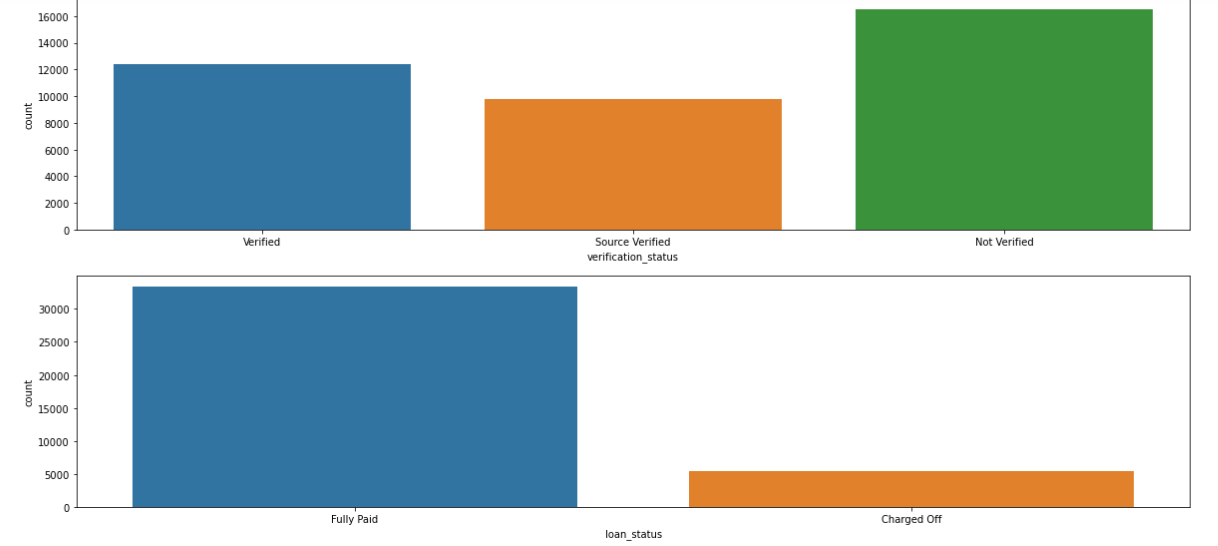 16000
14000
12000
10000
8000
6000
4000
2000
0
count
Verified Source Verified Not Verified
verification_status
30000
25000
20000
15000
10000
5000
0
count
Fully Paid Charged Off
loan_status